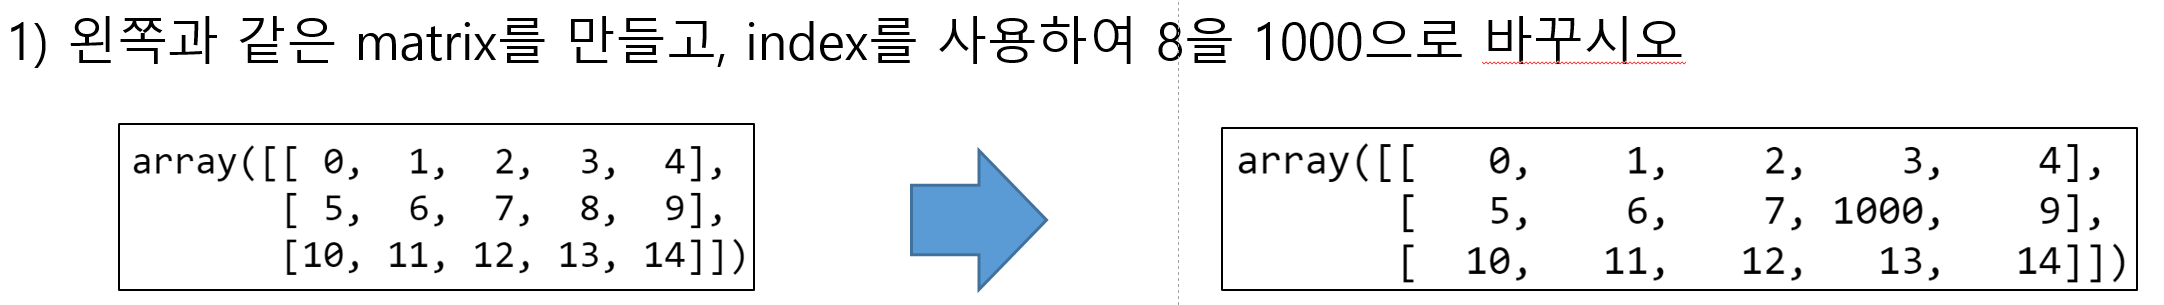 1) 왼쪽과 같은 matrix를 만들고, index를 사용하여 8을 1000으로 바꾸시오
array([[ 0, 1, 2, 3, 4],
[ 5, 6, 7, 8, 9],
[10, 11, 12, 13, 14]])
array([[ 0, 1, 2, 3, 4],
[ 5, 6, 7, 1000, 9],
[ 10, 11, 12, 13, 14]])